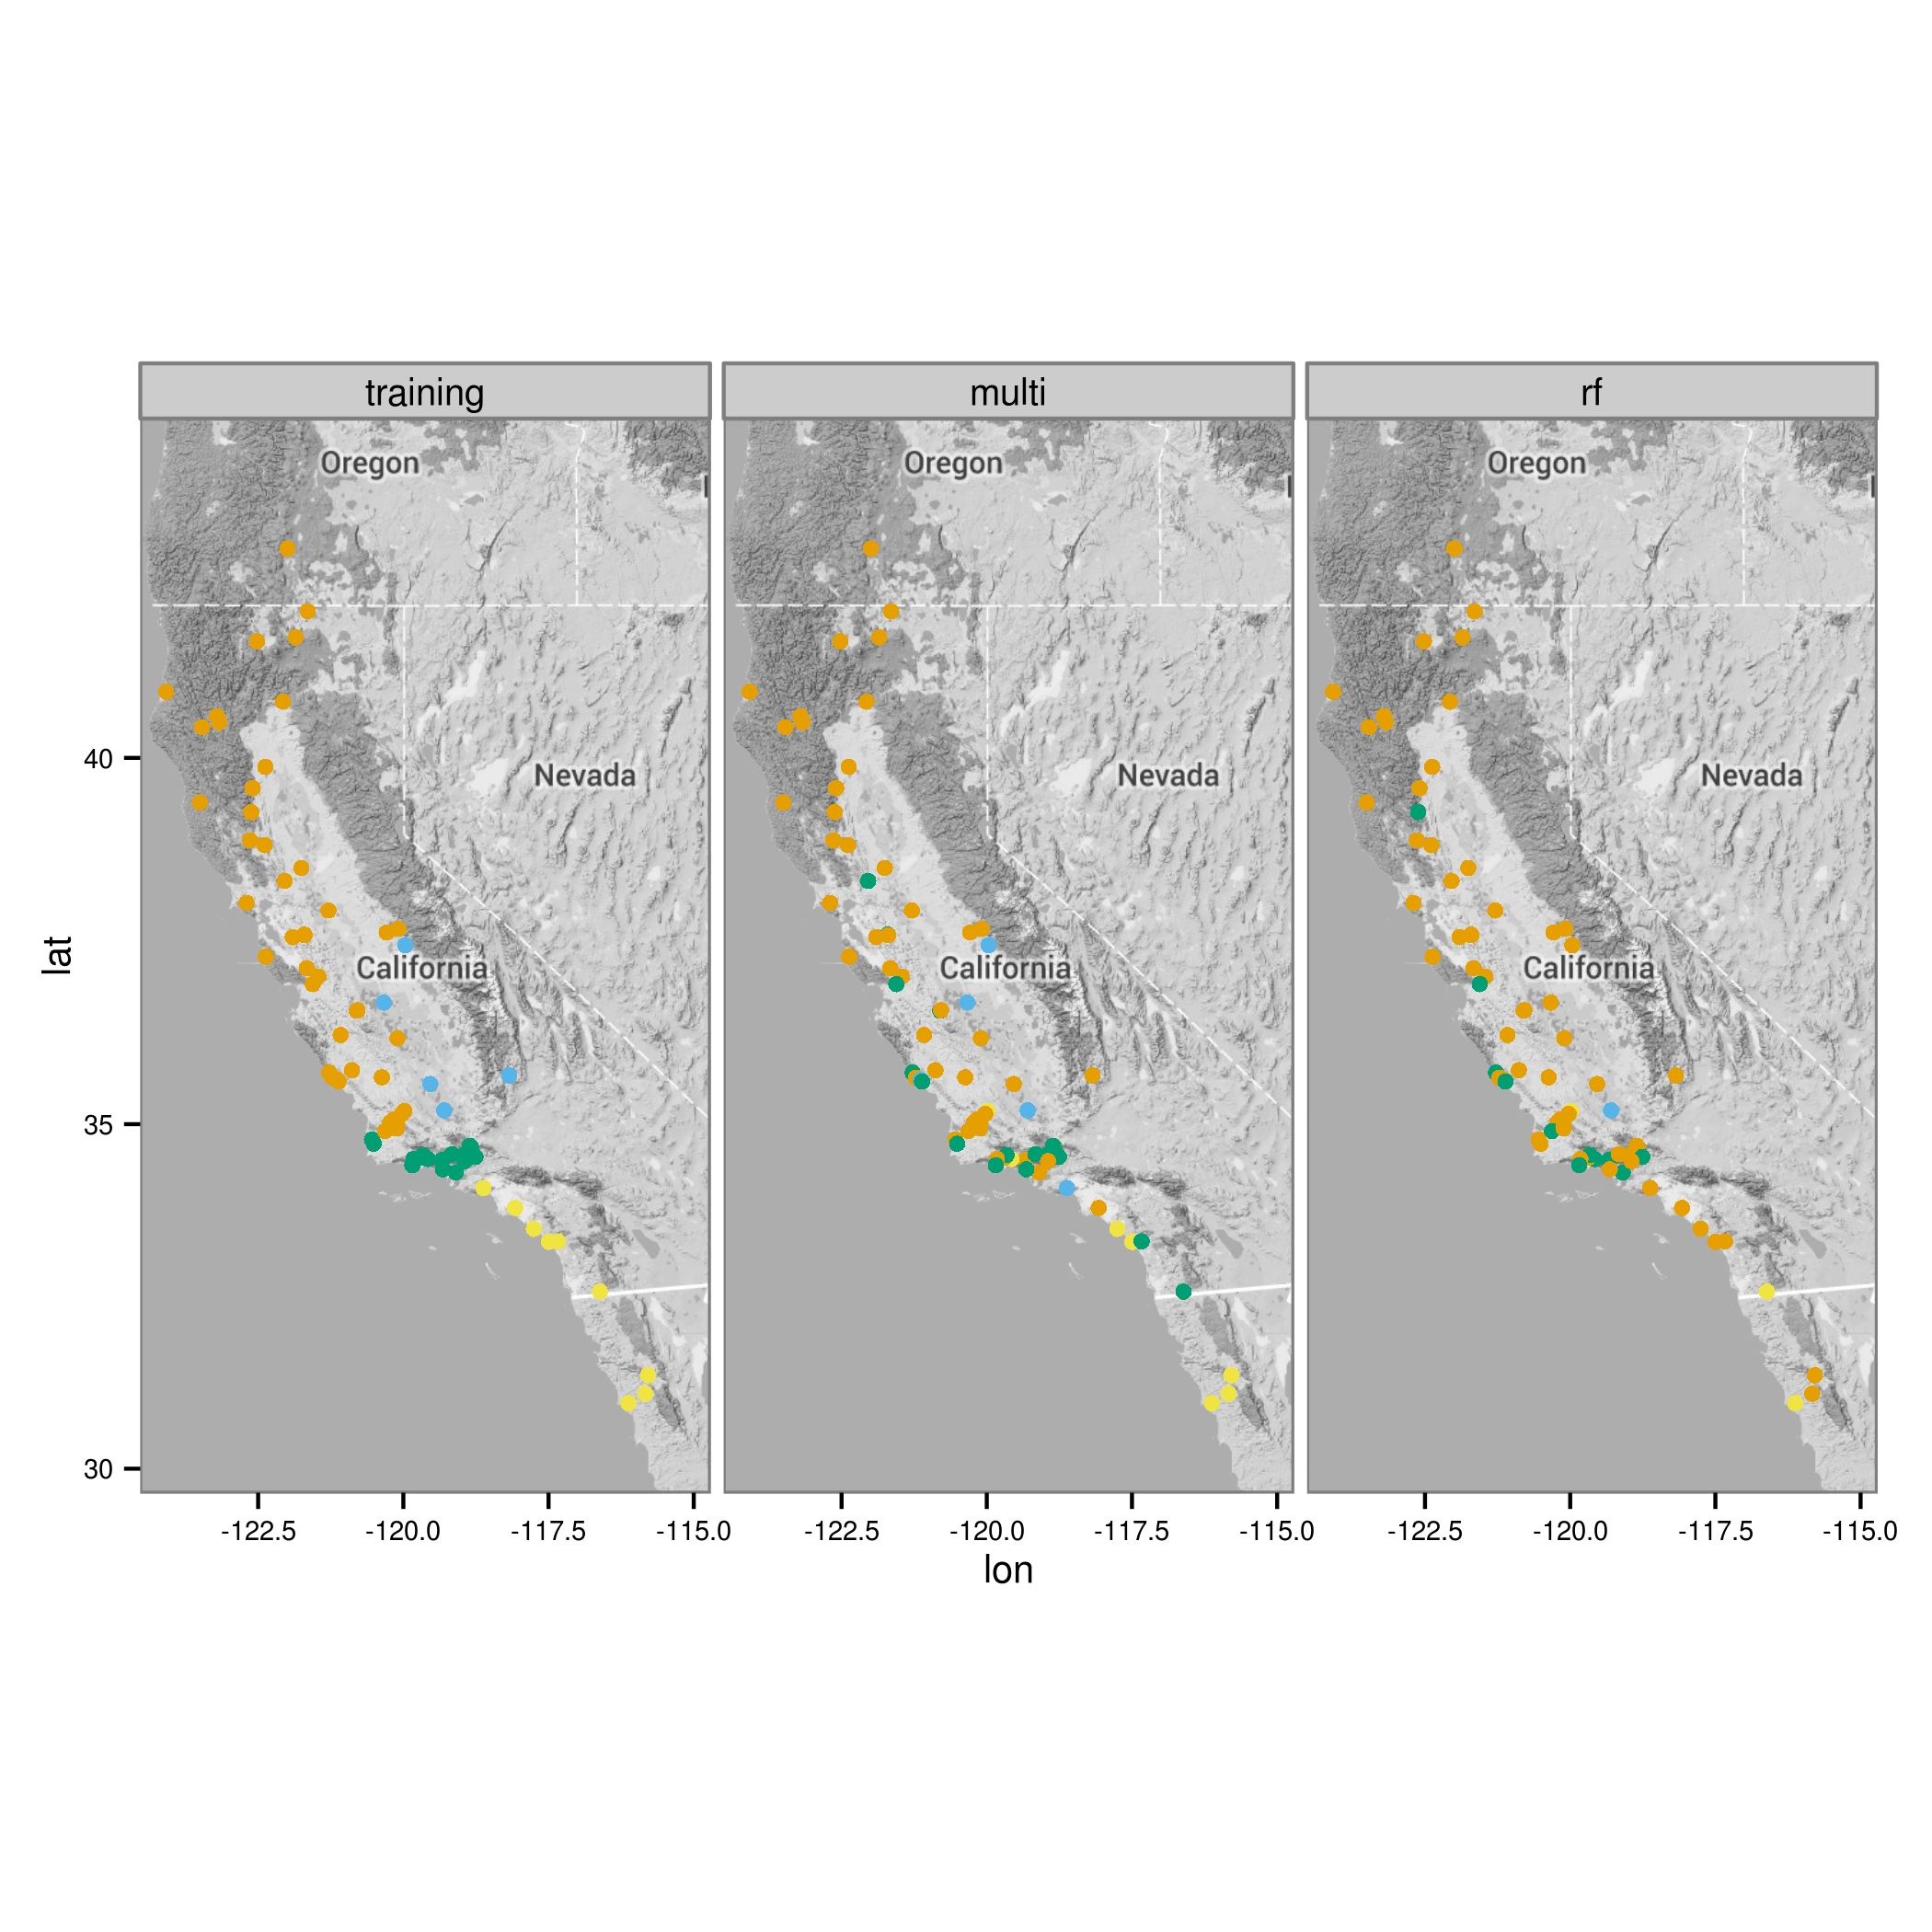 training multi rf
Oregon Oregon Oregon
Nevada Nevada Nevada
California California California
lat
40
35
30
-122.5 -120.0 -117.5 -115.0 -122.5 -120.0 -117.5 -115.0 -122.5 -120.0 -117.5 -115.0
lon